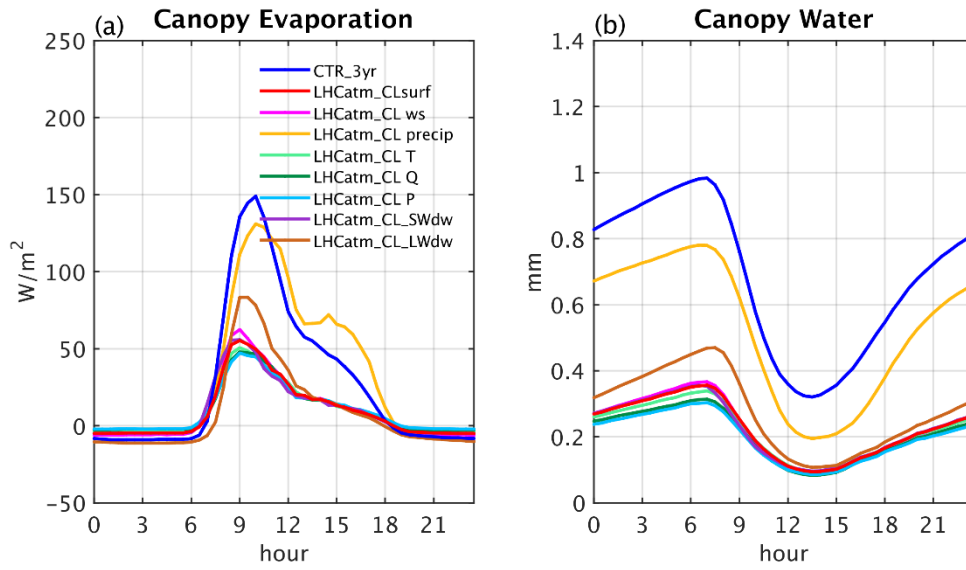 (a) Canopy Evaporation
250
200
150
100
50
0
-50
W/m²
CTR_3yr
LHCatm_CLsurf
LHCatm_CL ws
LHCatm_CL precip
LHCatm_CL T
LHCatm_CL Q
LHCatm_CL P
LHCatm_CL_SWdw
LHCatm_CL_LWdw
0 3 6 9 12 15 18 21
hour
(b) Canopy Water
1.4
1.2
1
0.8
0.6
0.4
0.2
0
mm
0 3 6 9 12 15 18 21
hour